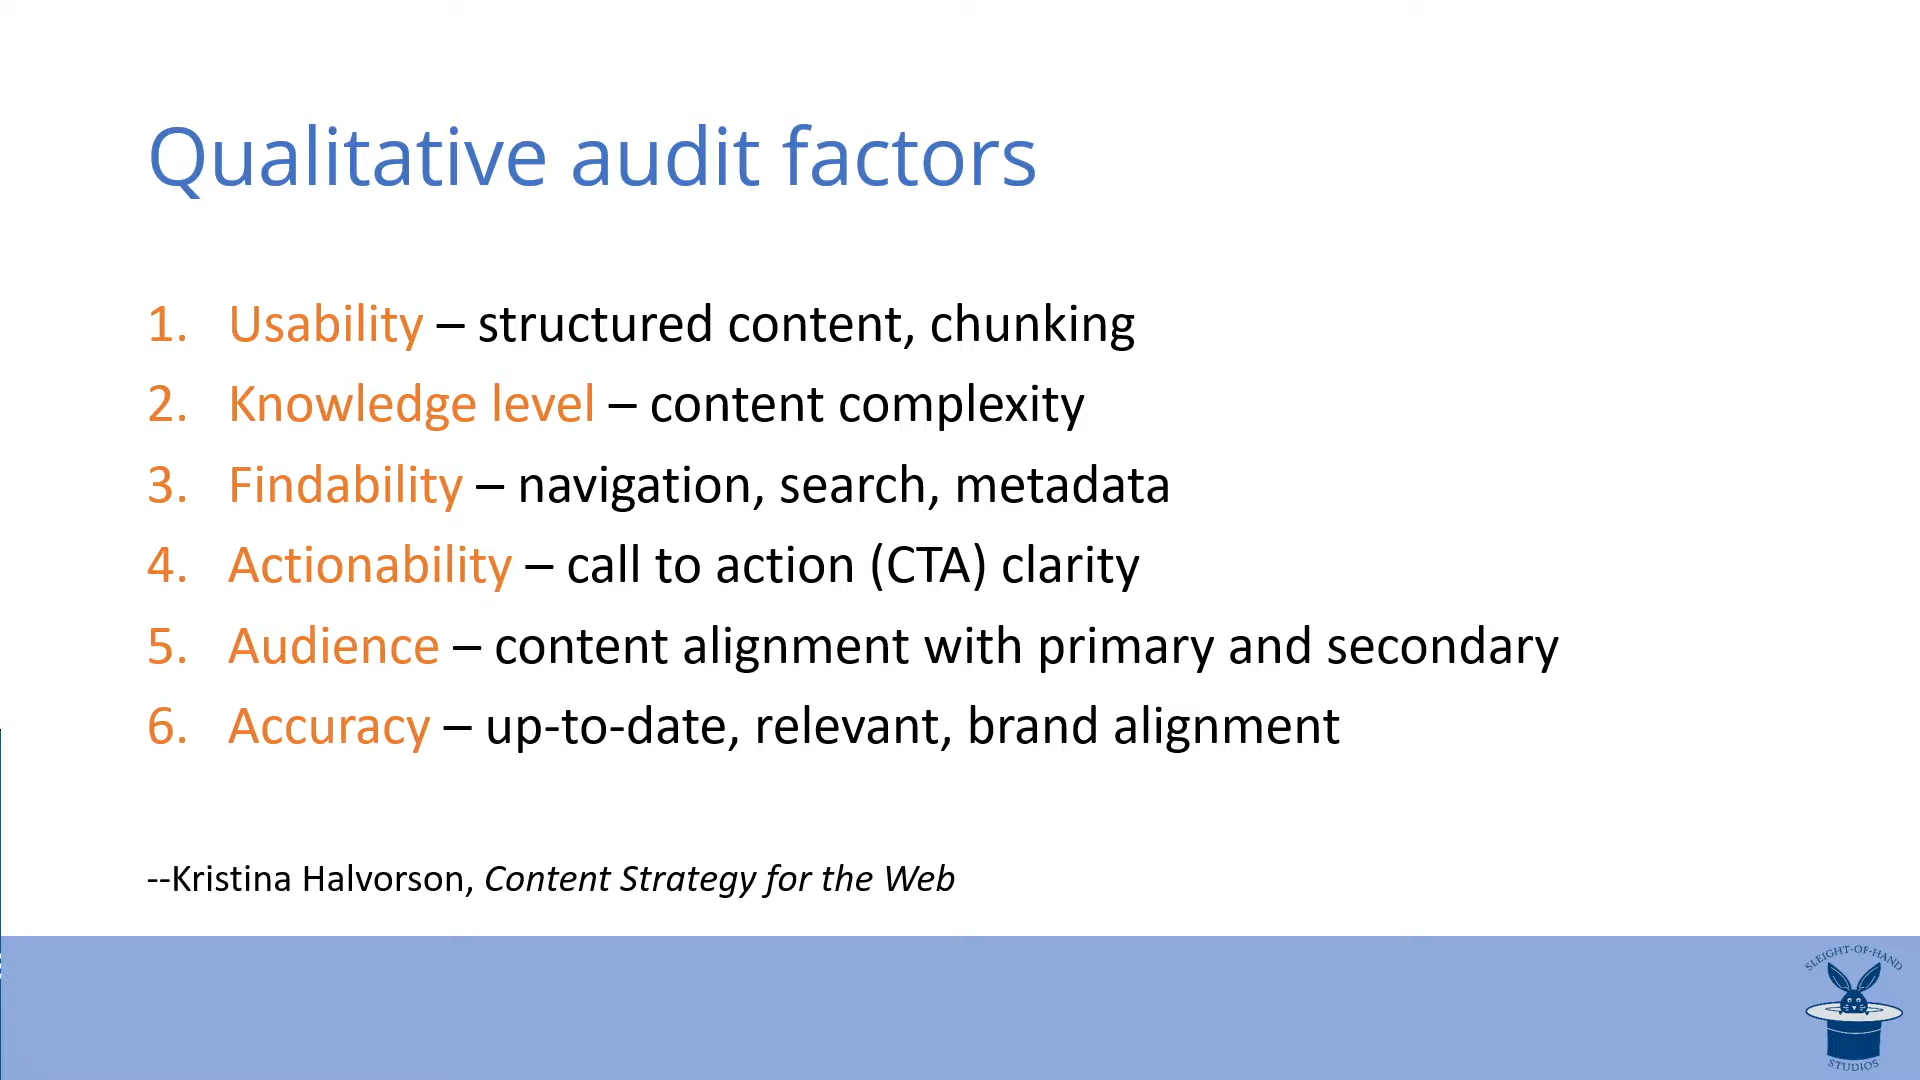 Qualitative audit factors
1. Usability – structured content, chunking
2. Knowledge level – content complexity
3. Findability – navigation, search, metadata
4. Actionability – call to action (CTA) clarity
5. Audience – content alignment with primary and secondary
6. Accuracy – up-to-date, relevant, brand alignment
--Kristina Halvorson, Content Strategy for the Web
SLEIGHT-OF-HAND
STUDIOS